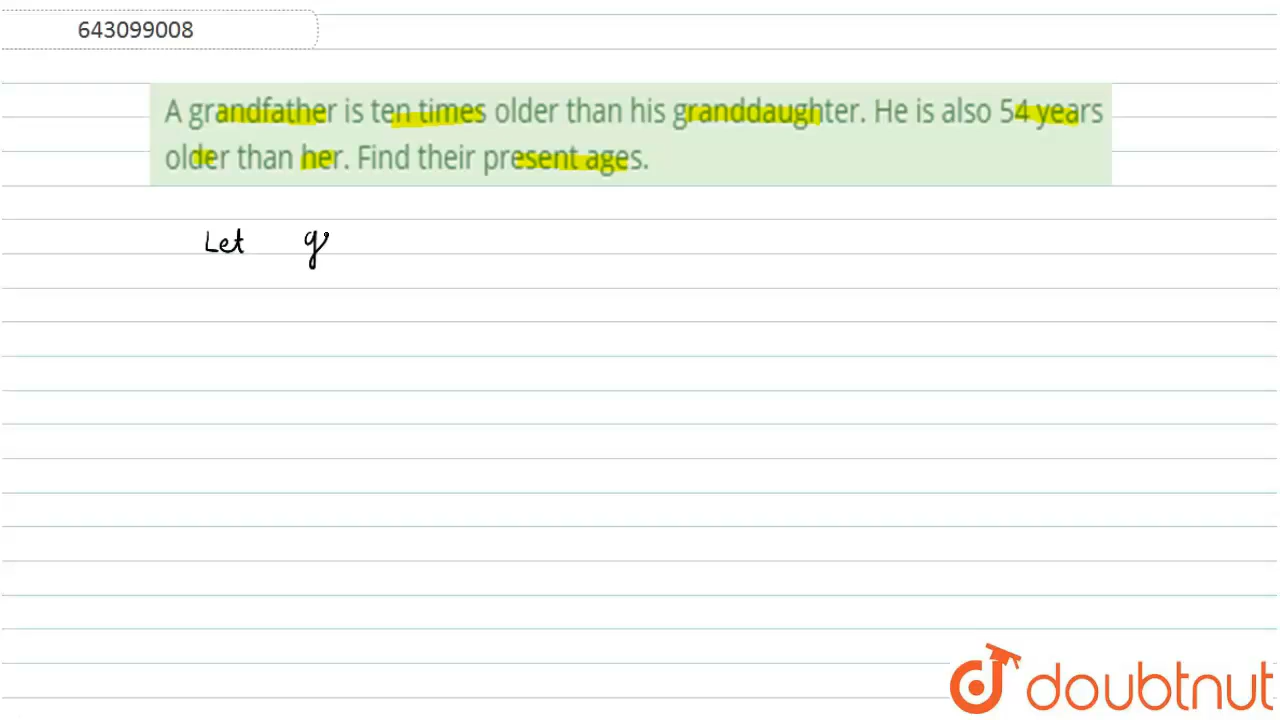 643099008
A grandfather is ten times older than his granddaughter. He is also 54 years
older than her. Find their present ages.
Let g
doubtnut